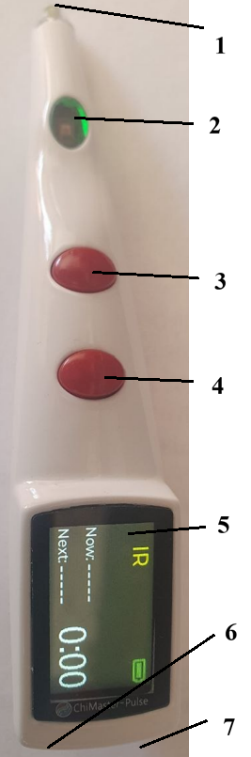 1
2
3
4
5
IR
Now: -----
Next: -----
0:00
ChiMaster-Pulse
6
7